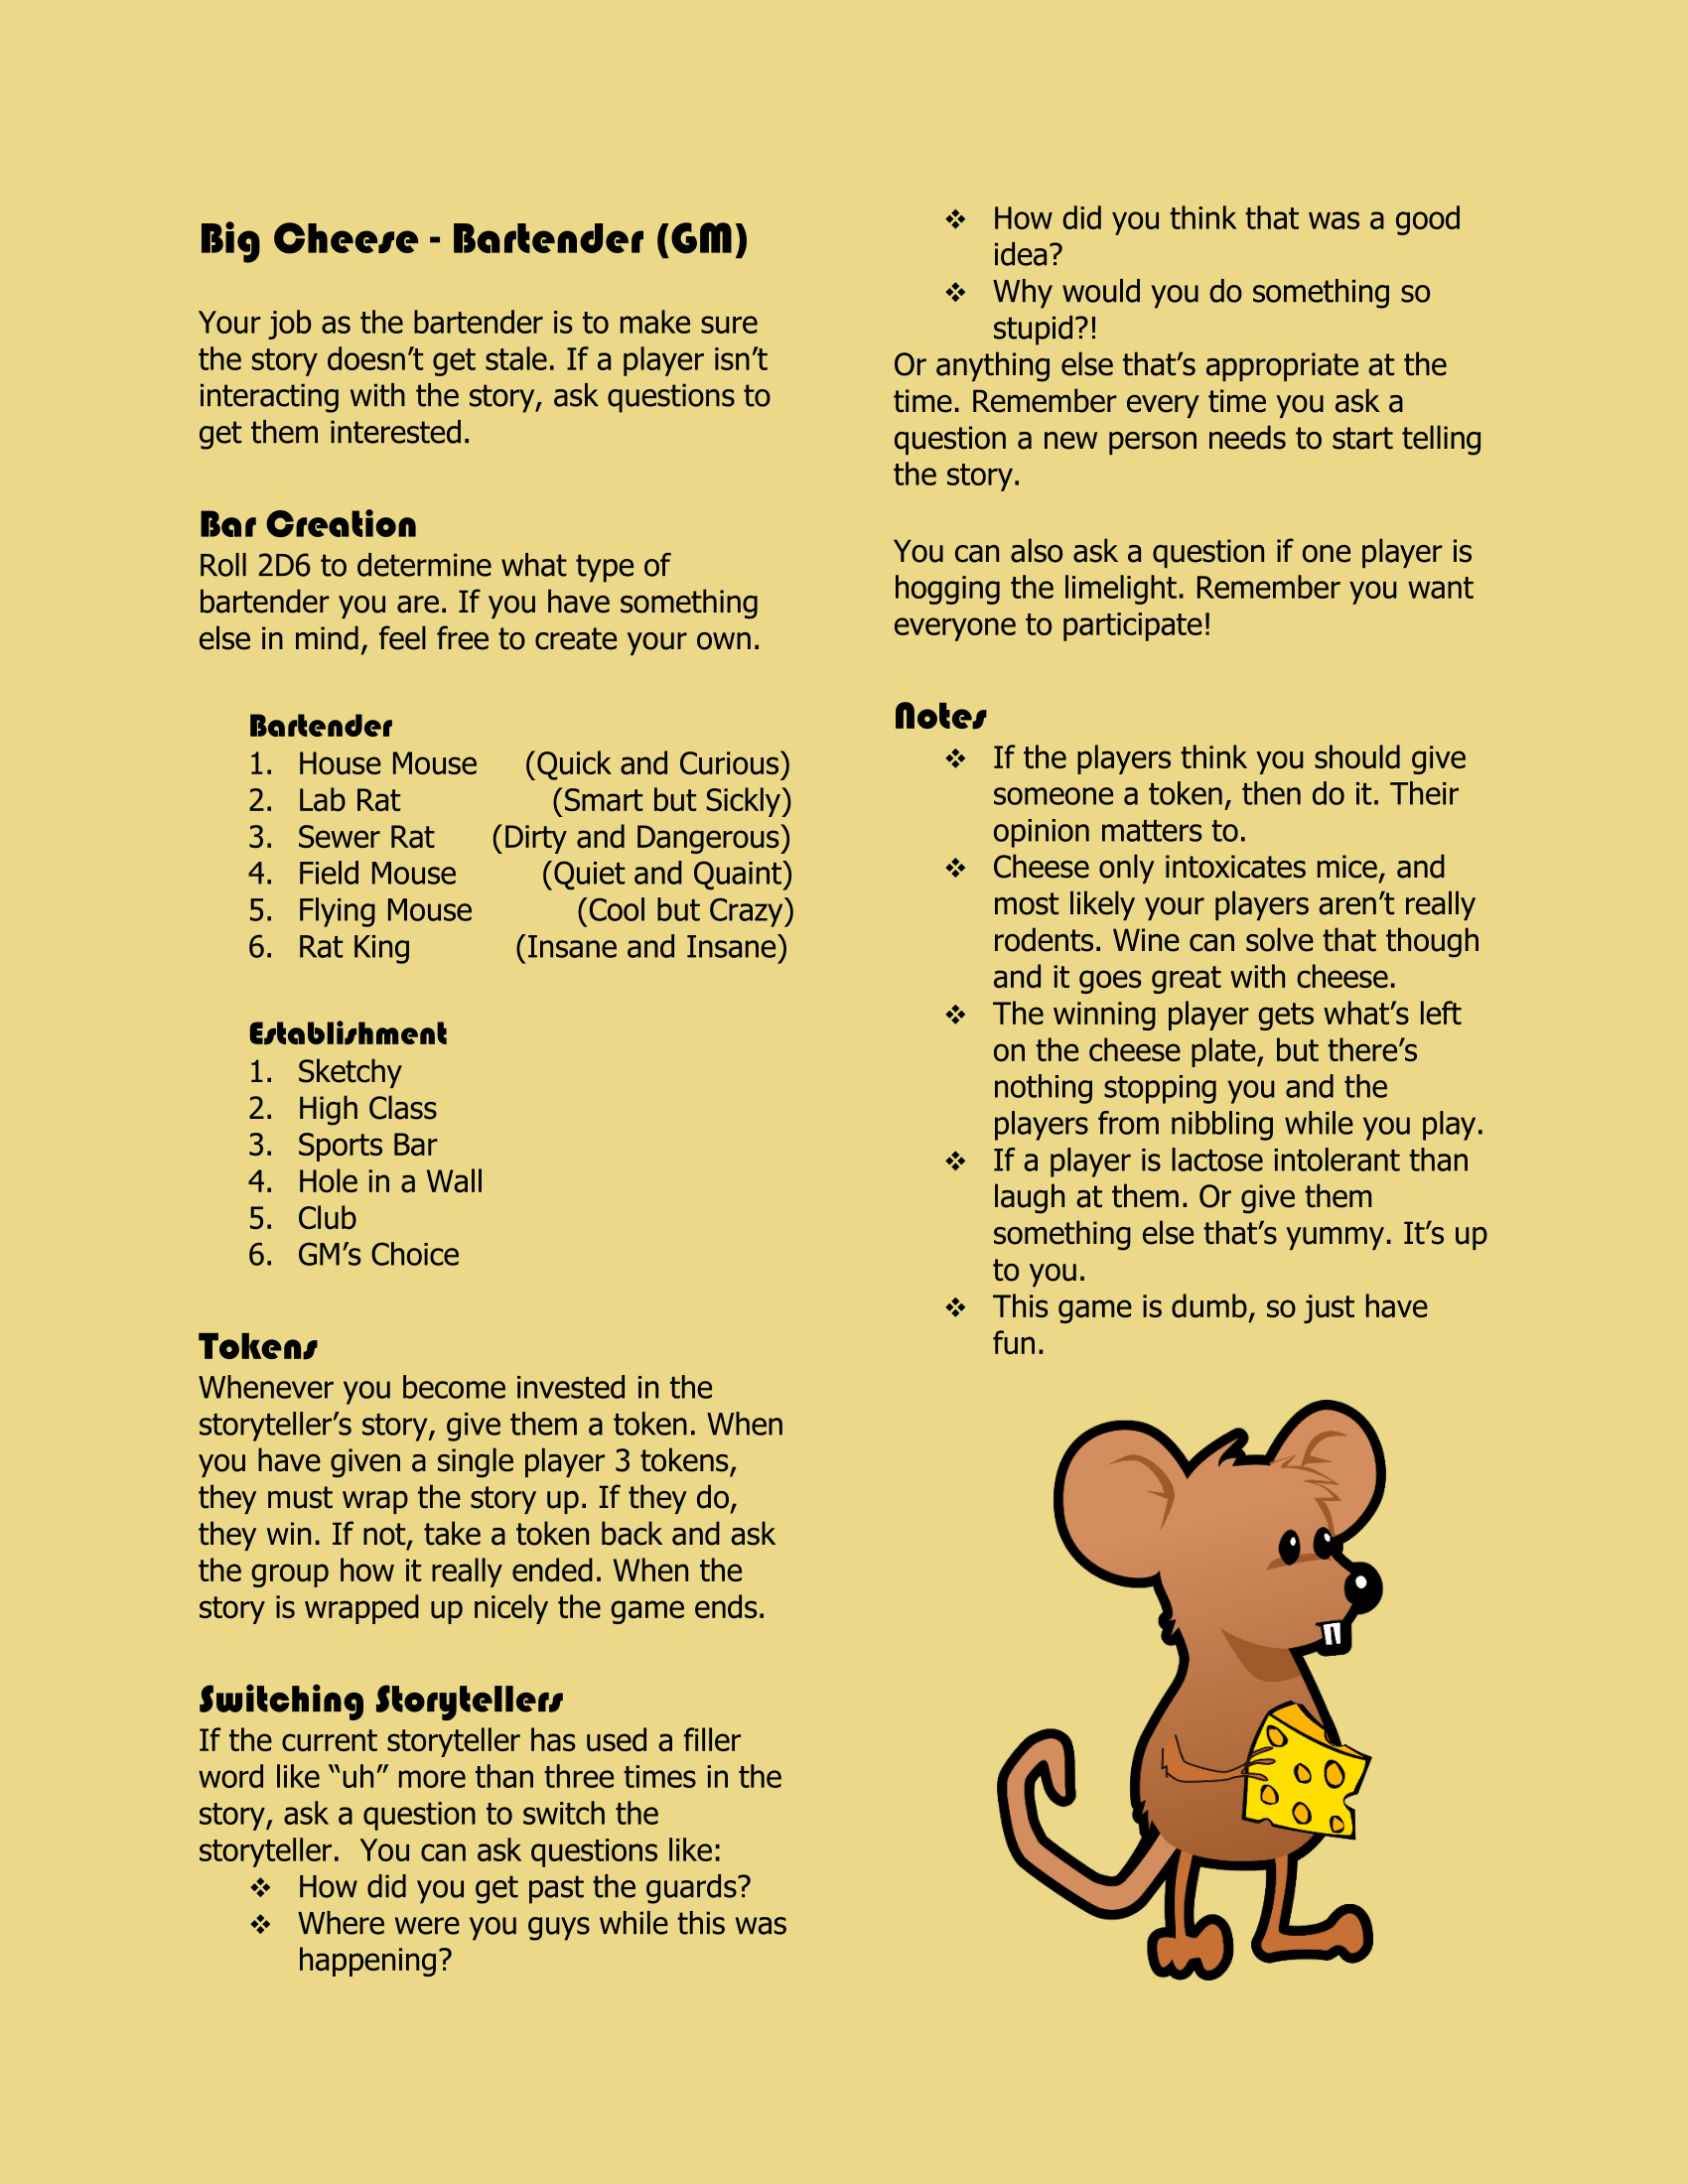 Big Cheese - Bartender (GM)
Your job as the bartender is to make sure
the story doesn’t get stale. If a player isn’t
interacting with the story, ask questions to
get them interested.
Bar Creation
Roll 2D6 to determine what type of
bartender you are. If you have something
else in mind, feel free to create your own.
Bartender
1. House Mouse (Quick and Curious)
2. Lab Rat (Smart but Sickly)
3. Sewer Rat (Dirty and Dangerous)
4. Field Mouse (Quiet and Quaint)
5. Flying Mouse (Cool but Crazy)
6. Rat King (Insane and Insane)
Establishment
1. Sketchy
2. High Class
3. Sports Bar
4. Hole in a Wall
5. Club
6. GM’s Choice
Tokens
Whenever you become invested in the
storyteller’s story, give them a token. When
you have given a single player 3 tokens,
they must wrap the story up. If they do,
they win. If not, take a token back and ask
the group how it really ended. When the
story is wrapped up nicely the game ends.
Switching Storytellers
If the current storyteller has used a filler
word like “uh” more than three times in the
story, ask a question to switch the
storyteller.  You can ask questions like:
❖ How did you get past the guards?
❖ Where were you guys while this was
happening?
❖ How did you think that was a good
idea?
❖ Why would you do something so
stupid?!
Or anything else that’s appropriate at the
time. Remember every time you ask a
question a new person needs to start telling
the story.
You can also ask a question if one player is
hogging the limelight. Remember you want
everyone to participate!
Notes
❖ If the players think you should give
someone a token, then do it. Their
opinion matters to.
❖ Cheese only intoxicates mice, and
most likely your players aren’t really
rodents. Wine can solve that though
and it goes great with cheese.
❖ The winning player gets what’s left
on the cheese plate, but there’s
nothing stopping you and the
players from nibbling while you play.
❖ If a player is lactose intolerant than
laugh at them. Or give them
something else that’s yummy. It’s up
to you.
❖ This game is dumb, so just have
fun.